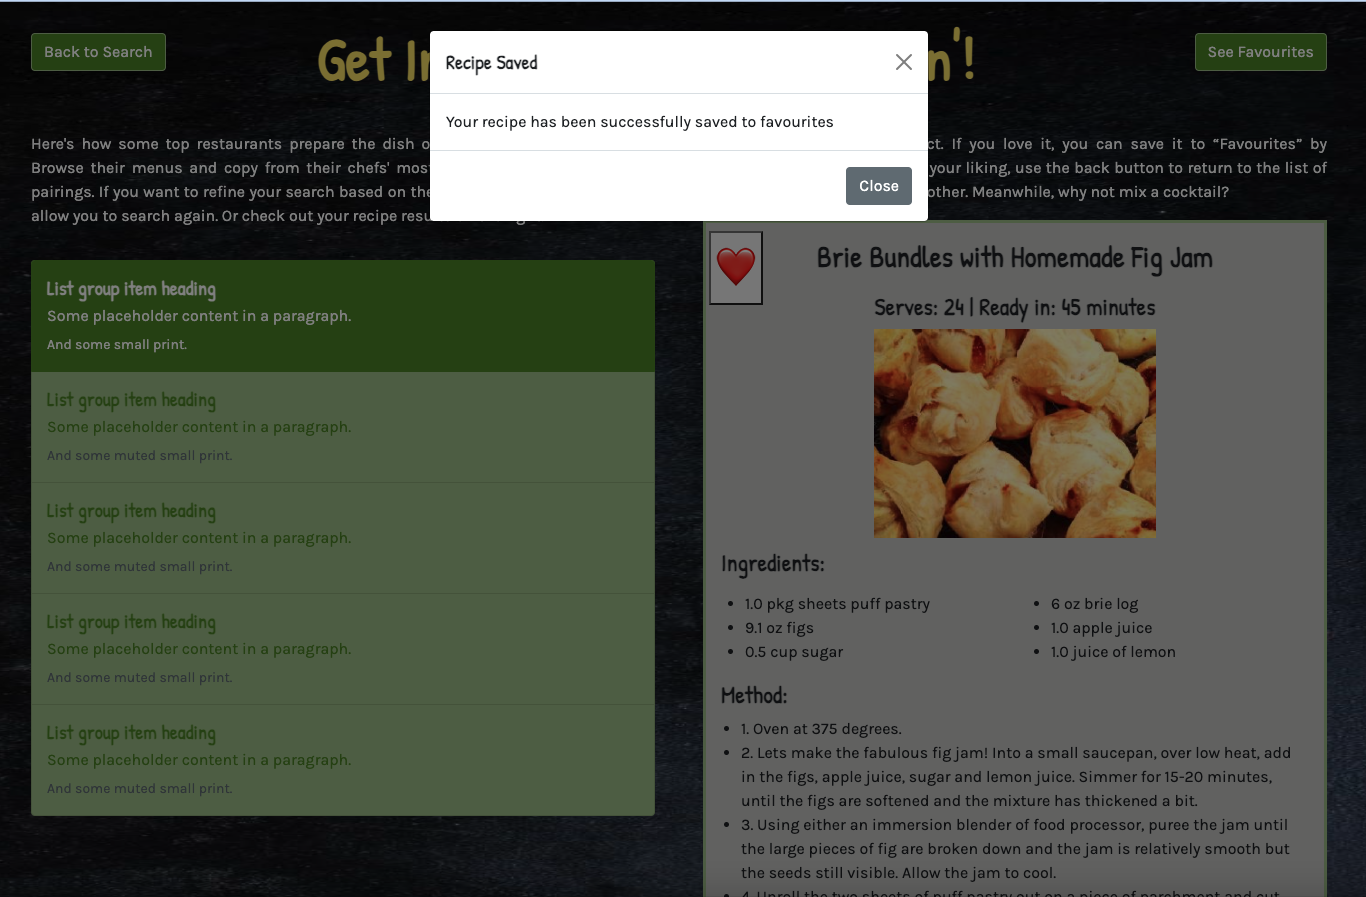 Back to Search
Get I
n'!
See Favourites
Recipe Saved
Your recipe has been successfully saved to favourites
Close
Here's how some top restaurants prepare the dish
Browse their menus and copy from their chefs'
pairings. If you want to refine your search based on
allow you to search again. Or check out your recipe
If you love it, you can save it to “Favourites” by
your liking, use the back button to return to the list of
Meanwhile, why not mix a cocktail?
List group item heading
Some placeholder content in a paragraph.
And some small print.
List group item heading
Some placeholder content in a paragraph.
And some muted small print.
List group item heading
Some placeholder content in a paragraph.
And some muted small print.
List group item heading
Some placeholder content in a paragraph.
And some muted small print.
List group item heading
Some placeholder content in a paragraph.
And some muted small print.
Brie Bundles with Homemade Fig Jam
Serves: 24 | Ready in: 45 minutes
Ingredients:
1.0 pkg sheets puff pastry
9.1 oz figs
0.5 cup sugar
6 oz brie log
1.0 apple juice
1.0 juice of lemon
Method:
1. Oven at 375 degrees.
2. Lets make the fabulous fig jam! Into a small saucepan, over low heat, add
in the figs, apple juice, sugar and lemon juice. Simmer for 15-20 minutes,
until the figs are softened and the mixture has thickened a bit.
3. Using either an immersion blender of food processor, puree the jam until
the large pieces of fig are broken down and the jam is relatively smooth but
the seeds still visible. Allow the jam to cool.
4. Unroll the two sheets of puff pastry out on a piece of parchment and cut